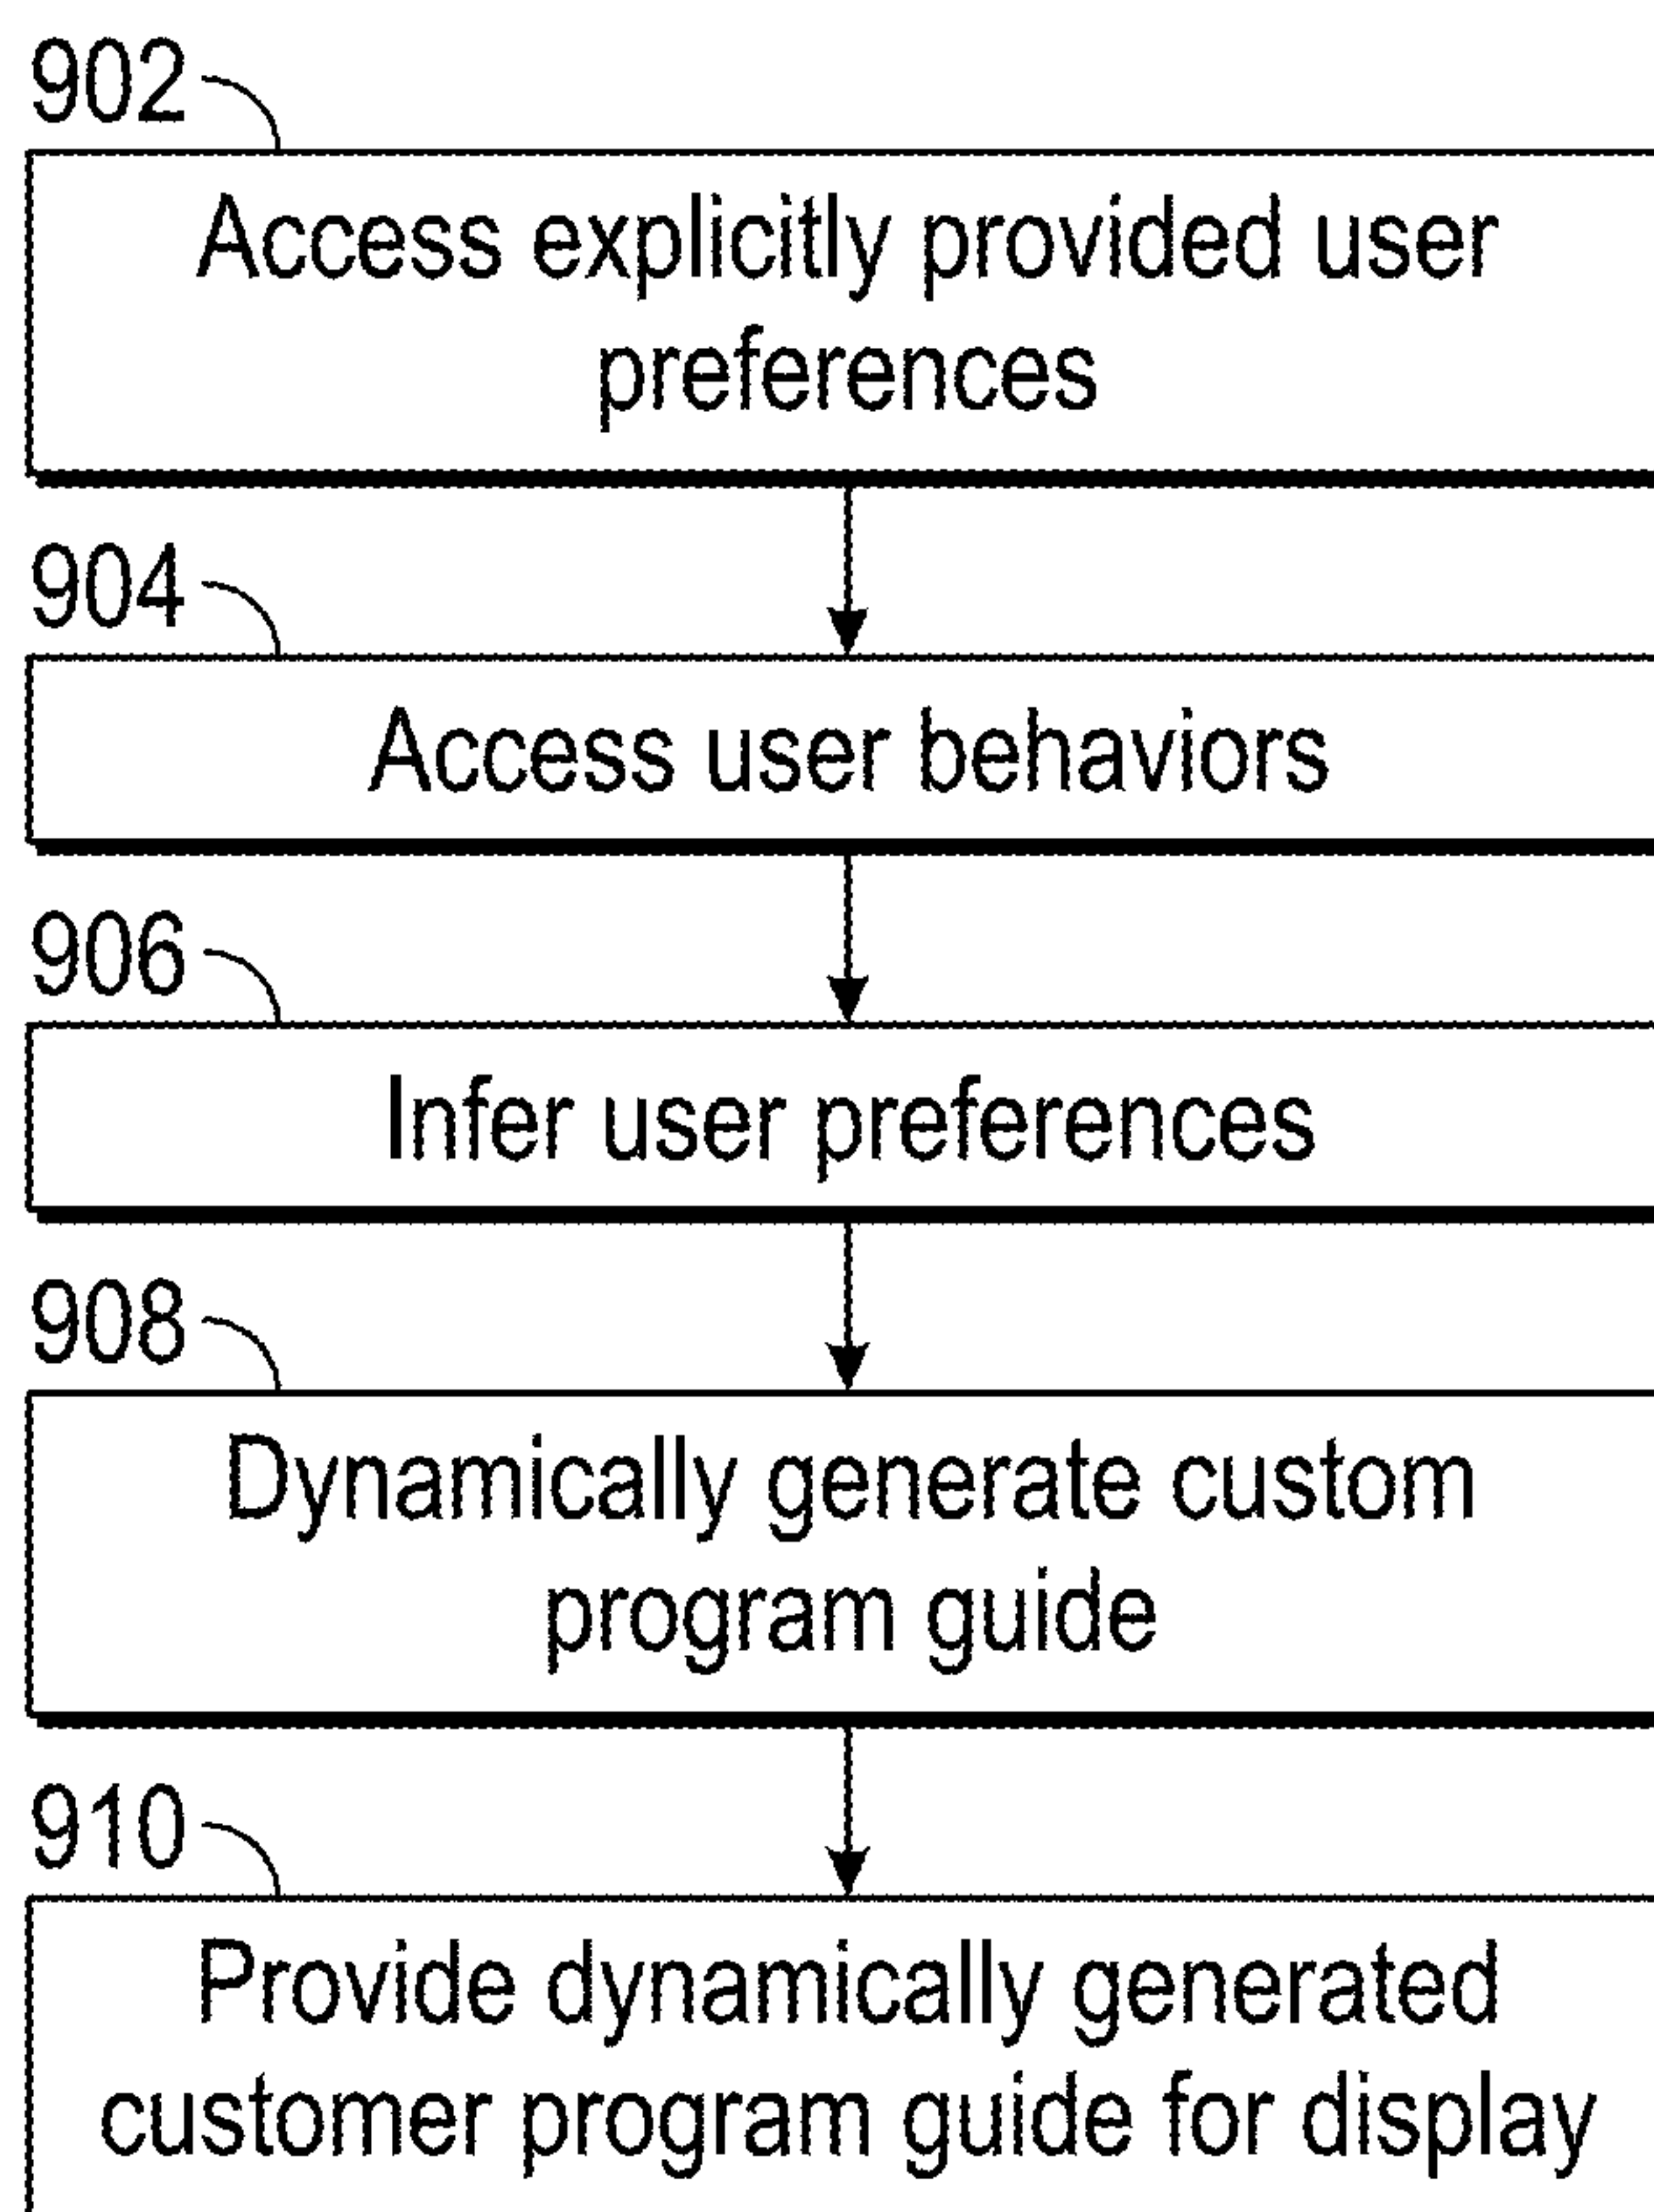 902
Access explicitly provided user
preferences
904
Access user behaviors
906
Infer user preferences
908
Dynamically generate custom
program guide
910
Provide dynamically generated
customer program guide for display